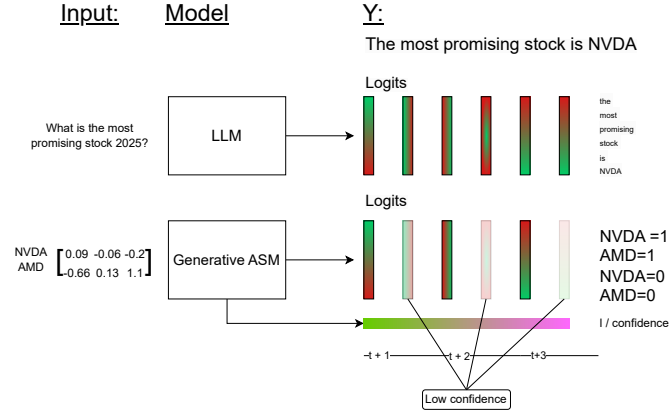 Input:
Model
Y:
The most promising stock is NVDA
Logits
What is the most
promising stock 2025?
LLM
the
most
promising
stock
is
NVDA
Logits
NVDA
AMD
0.09 -0.06 -0.2
-0.66 0.13 1.1
Generative ASM
NVDA =1
AMD=1
NVDA=0
AMD=0
I / confidence
t + 1
t + 2
t+3
Low confidence